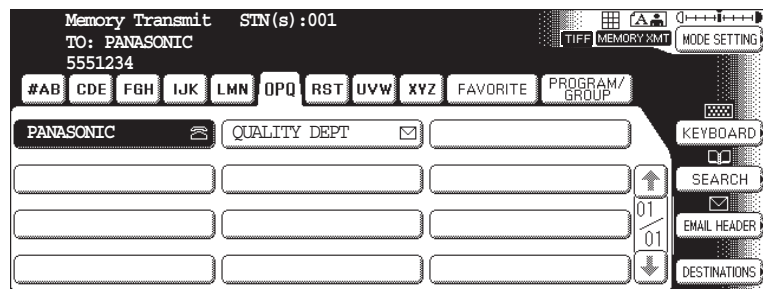 Memory Transmit STN(s):001
TO: PANASONIC
5551234
TIFF MEMORY XMT
MODE SETTING
#AB CDE FGH IJK LMN OPQ RST UVW XYZ FAVORITE PROGRAM/
GROUP
PANASONIC QUALITY DEPT
KEYBOARD
SEARCH
01
01
EMAIL HEADER
DESTINATIONS